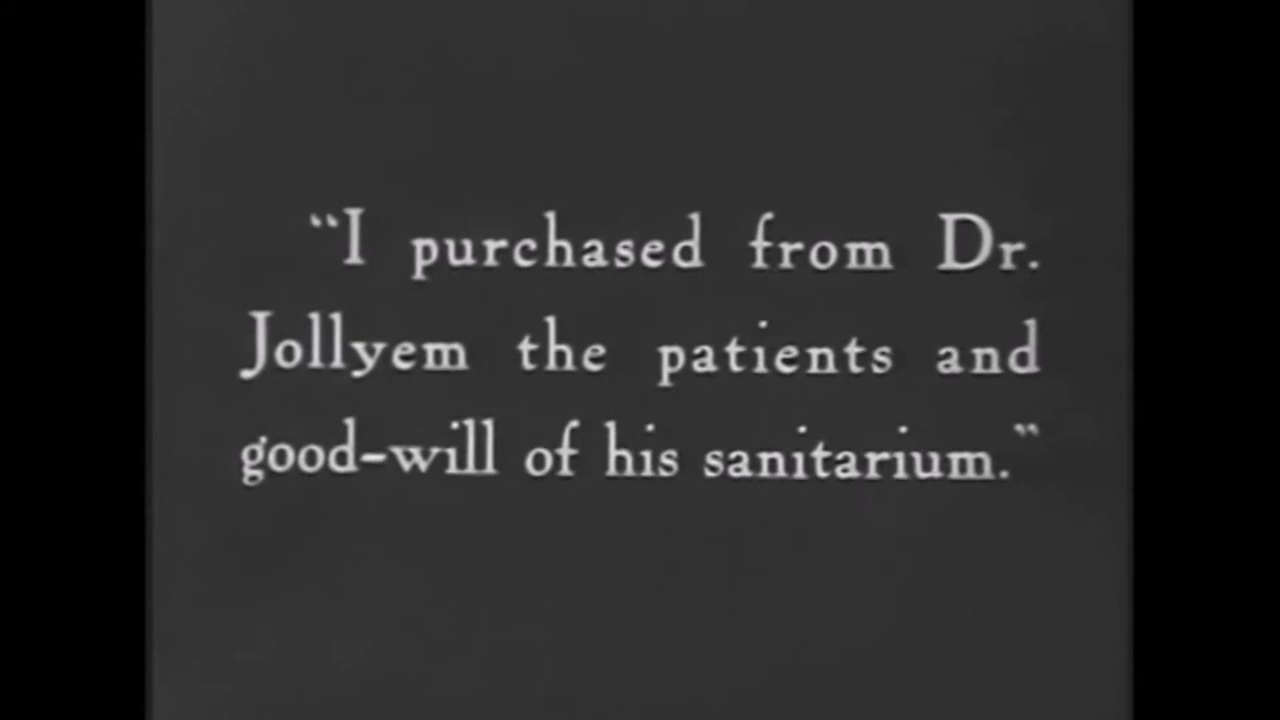 “I purchased from Dr.
Jollyem the patients and
good-will of his sanitarium.”